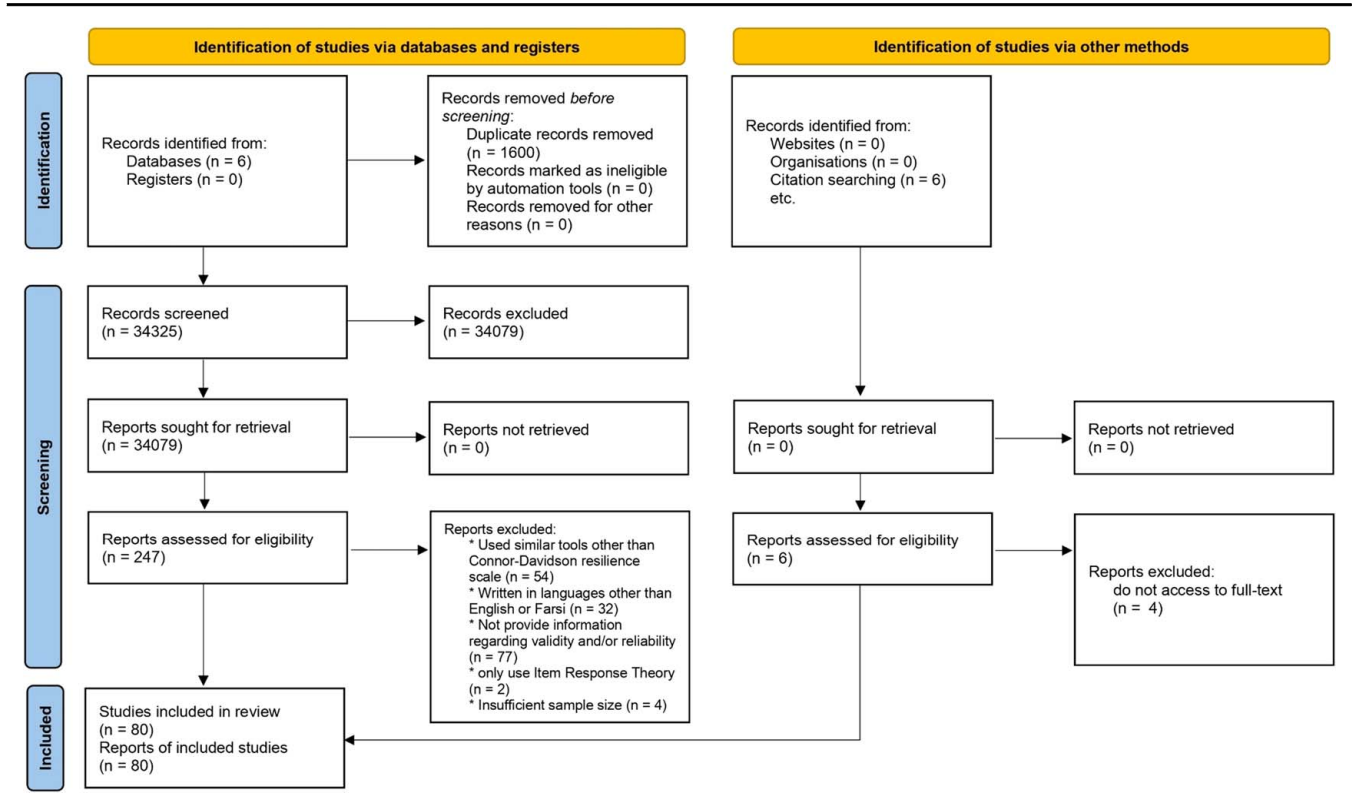 Identification of studies via databases and registers
Identification of studies via other methods
Identification
Records identified from:
Databases (n = 6)
Registers (n = 0)
Records removed before
screening:
Duplicate records removed
(n = 1600)
Records marked as ineligible
by automation tools (n = 0)
Records removed for other
reasons (n = 0)
Records identified from:
Websites (n = 0)
Organisations (n = 0)
Citation searching (n = 6)
etc.
Screening
Records screened
(n = 34325)
Records excluded
(n = 34079)
Reports sought for retrieval
(n = 34079)
Reports not retrieved
(n = 0)
Reports sought for retrieval
(n = 0)
Reports not retrieved
(n = 0)
Reports assessed for eligibility
(n = 247)
Reports excluded:
* Used similar tools other than
Connor-Davidson resilience
scale (n = 54)
* Written in languages other than
English or Farsi (n = 32)
* Not provide information
regarding validity and/or reliability
(n = 77)
* only use Item Response Theory
(n = 2)
* Insufficient sample size (n = 4)
Reports assessed for eligibility
(n = 6)
Reports excluded:
do not access to full-text
(n = 4)
Included
Studies included in review
(n = 80)
Reports of included studies
(n = 80)